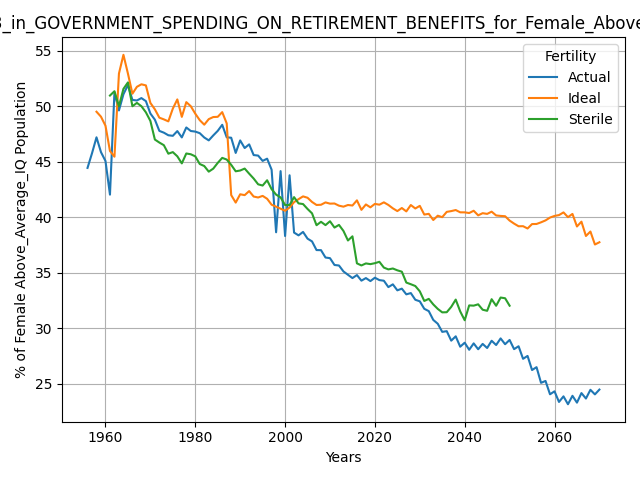 _in_GOVERNMENT_SPENDING_ON_RETIREMENT_BENEFITS_for_Female_Above
55
50
45
40
35
30
25
% of Female Above_Average_IQ Population
Fertility
Actual
Ideal
Sterile
1960
1980
2000
2020
2040
2060
Years